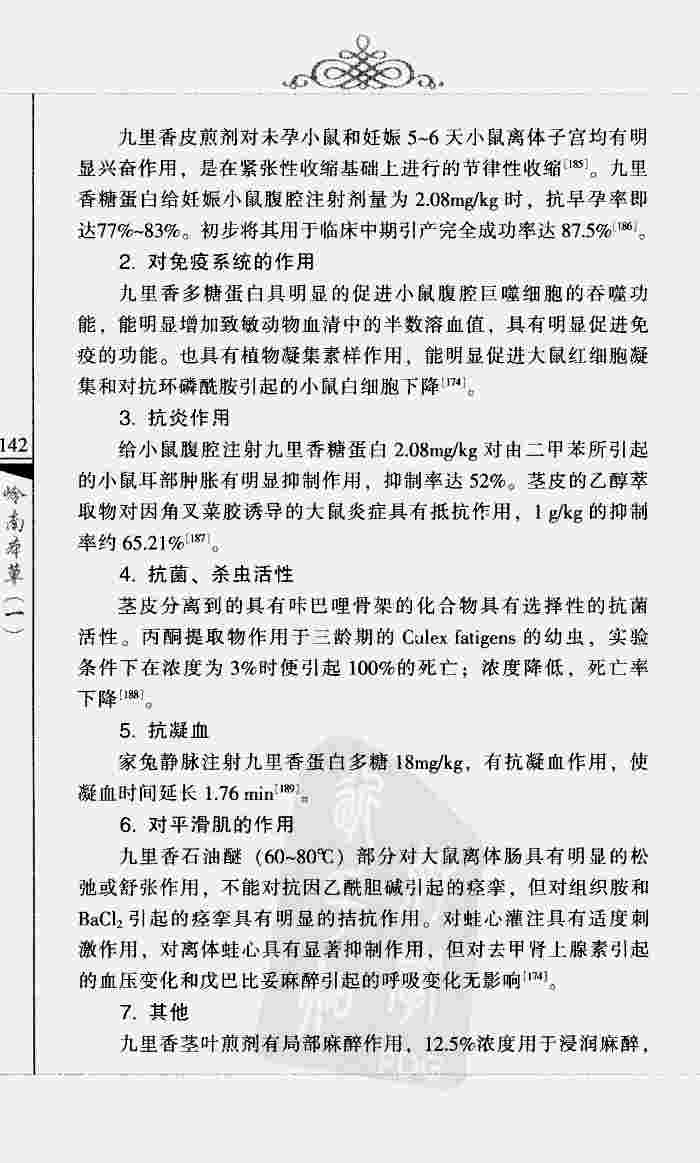 九里香皮煎剂对未孕小鼠和妊娠 5~6 天小鼠离体子宫均有明
显兴奋作用，是在紧张性收缩基础上进行的节律性收缩[185]。九里
香糖蛋白给妊娠小鼠腹腔注射剂量为 2.08mg/kg 时，抗早孕率即
达77%~83%。初步将其用于临床中期引产完全成功率达 87.5%[186]。
2. 对免疫系统的作用
九里香多糖蛋白具明显的促进小鼠腹腔巨噬细胞的吞噬功
能，能明显增加致敏动物血清中的半数溶血值，具有明显促进免
疫的功能。也具有植物凝集素样作用，能明显促进大鼠红细胞凝
集和对抗环磷酰胺引起的小鼠白细胞下降[174]。
3. 抗炎作用
142
给小鼠腹腔注射九里香糖蛋白 2.08mg/kg 对由二甲苯所引起
的小鼠耳部肿胀有明显抑制作用，抑制率达 52%。茎皮的乙醇萃
取物对因角叉菜胶诱导的大鼠炎症具有抵抗作用，1 g/kg 的抑制
率约 65.21%[187]。
岭南本草（一）
4. 抗菌、杀虫活性
茎皮分离到的具有咔巴唑骨架的化合物具有选择性的抗菌
活性。丙酮提取物作用于三龄期的 Culex fatigens 的幼虫，实验
条件下在浓度为 3%时便引起 100%的死亡；浓度降低，死亡率
下降[188]。
5. 抗凝血
家兔静脉注射九里香蛋白多糖 18mg/kg，有抗凝血作用，使
凝血时间延长 1.76 min[189]。
6. 对平滑肌的作用
九里香石油醚（60~80℃）部分对大鼠离体肠具有明显的松
弛或舒张作用，不能对抗因乙酰胆碱引起的痉挛，但对组织胺和
BaCl₂ 引起的痉挛具有明显的拮抗作用。对蛙心灌注具有适度刺
激作用，对离体蛙心具有显著抑制作用，但对去甲肾上腺素引起
的血压变化和戊巴比妥麻醉引起的呼吸变化无影响[174]。
7. 其他
九里香茎叶煎剂有局部麻醉作用，12.5%浓度用于浸润麻醉，